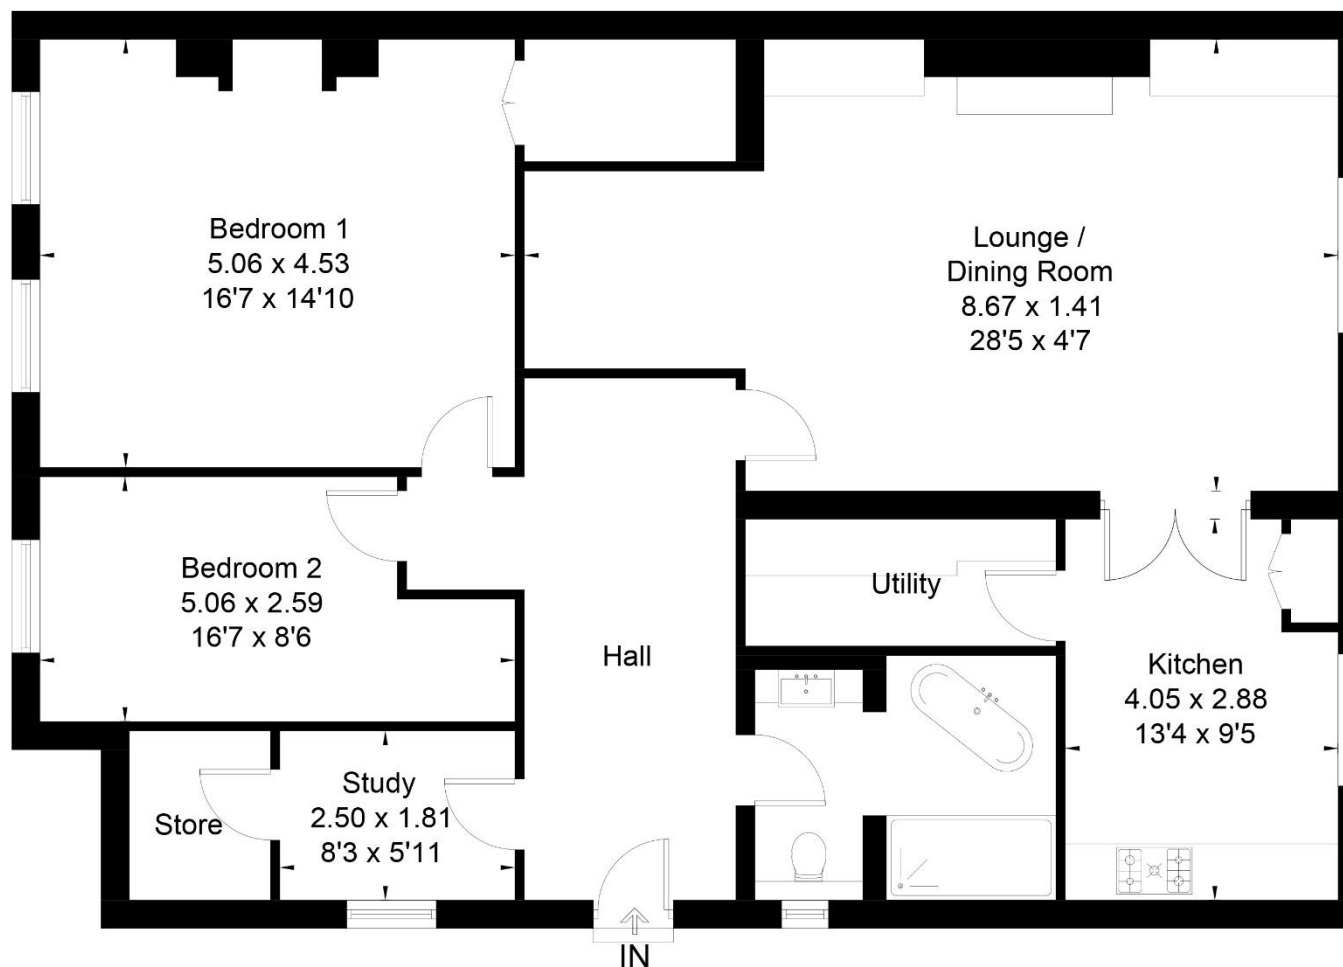 Bedroom 1
5.06 x 4.53
16'7 x 14'10
Lounge /
Dining Room
8.67 x 1.41
28'5 x 4'7
Bedroom 2
5.06 x 2.59
16'7 x 8'6
Utility
Hall
Kitchen
4.05 x 2.88
13'4 x 9'5
Study
2.50 x 1.81
8'3 x 5'11
Store
IN